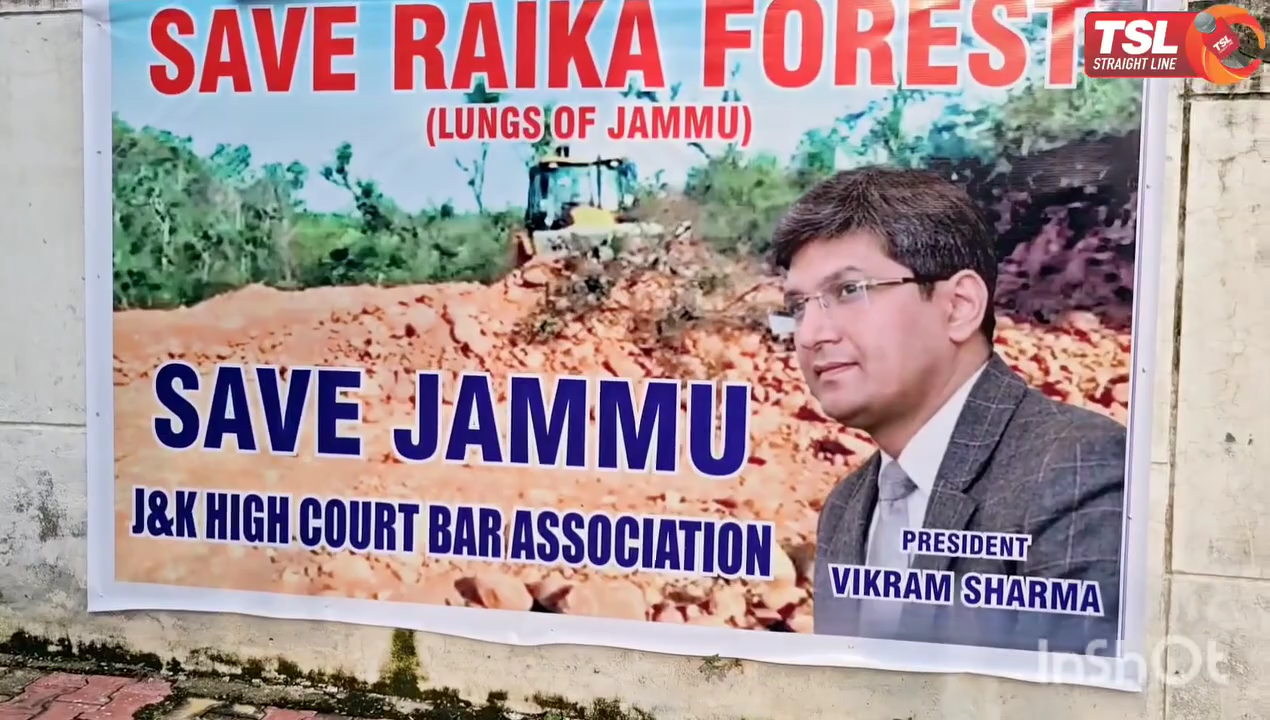 SAVE RAIKA FOREST
(LUNGS OF JAMMU)
SAVE JAMMU
J&K HIGH COURT BAR ASSOCIATION
PRESIDENT
VIKRAM SHARMA
TSL
STRAIGHT LINE
TSL
InShOt